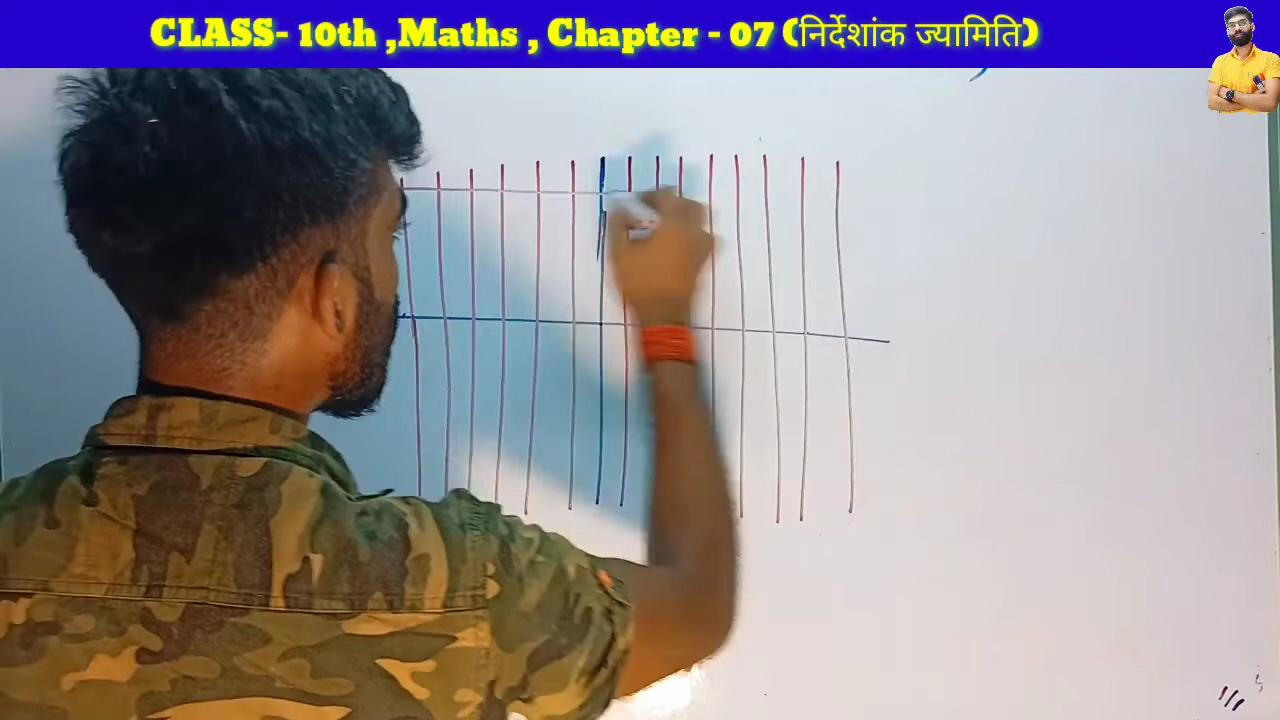 CLASS- 10th ,Maths , Chapter - 07 (निर्देशांक ज्यामिति)